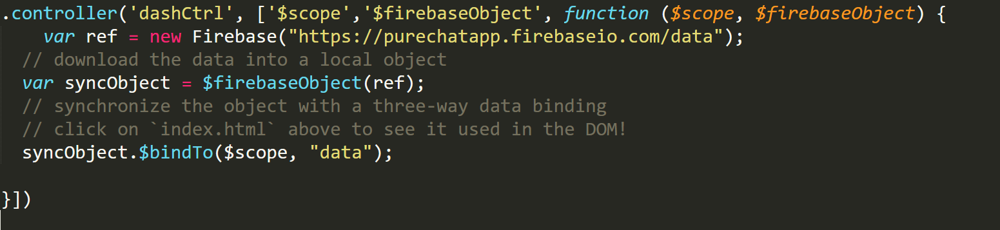 .controller('dashCtrl', ['$scope','$firebaseObject', function ($scope, $firebaseObject) {
    var ref = new Firebase("https://purechatapp.firebaseio.com/data");
  // download the data into a local object
  var syncObject = $firebaseObject(ref);
  // synchronize the object with a three-way data binding
  // click on `index.html` above to see it used in the DOM!
  syncObject.$bindTo($scope, "data");
}])